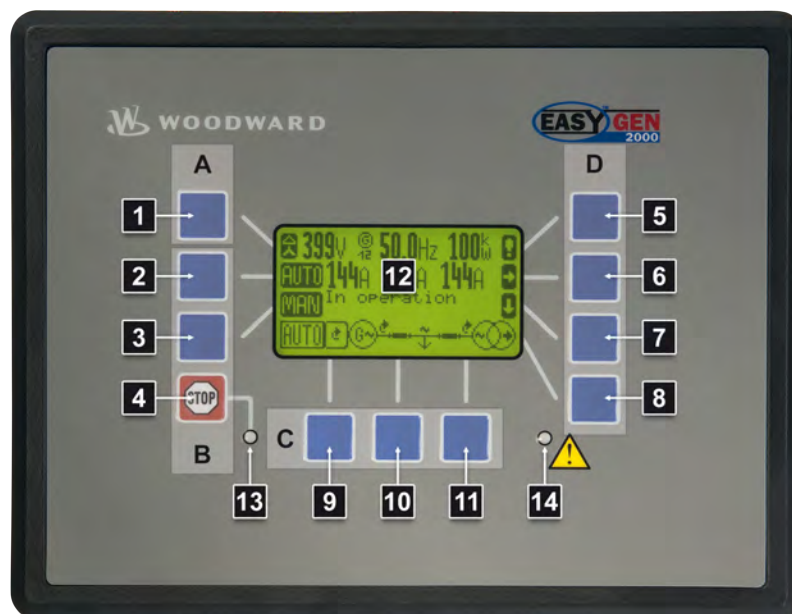 WOODWARD
EASY GEN
2000
A
D
1
5
399V G 12 50.0Hz 100kW
2
6
AUTO 144A 12 A 144A
MAN In operation
3
7
AUTO G~ ~ ~
4
STOP
8
B
C
13
9
10
11
14